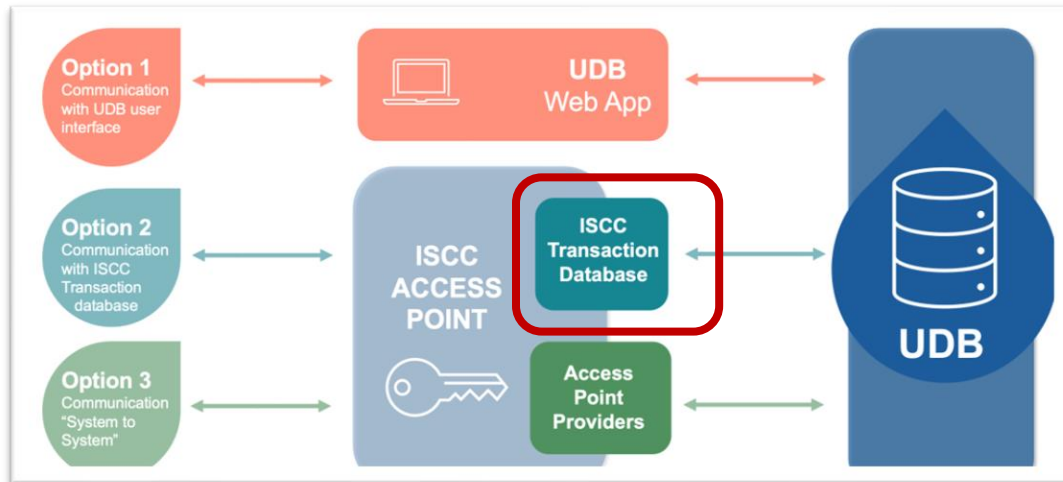 Option 1
Communication
with UDB user
interface
UDB
Web App
Option 2
Communication
with ISCC
Transaction
database
ISCC
ACCESS
POINT
ISCC
Transaction
Database
UDB
Option 3
Communication
“System to
System”
Access
Point
Providers